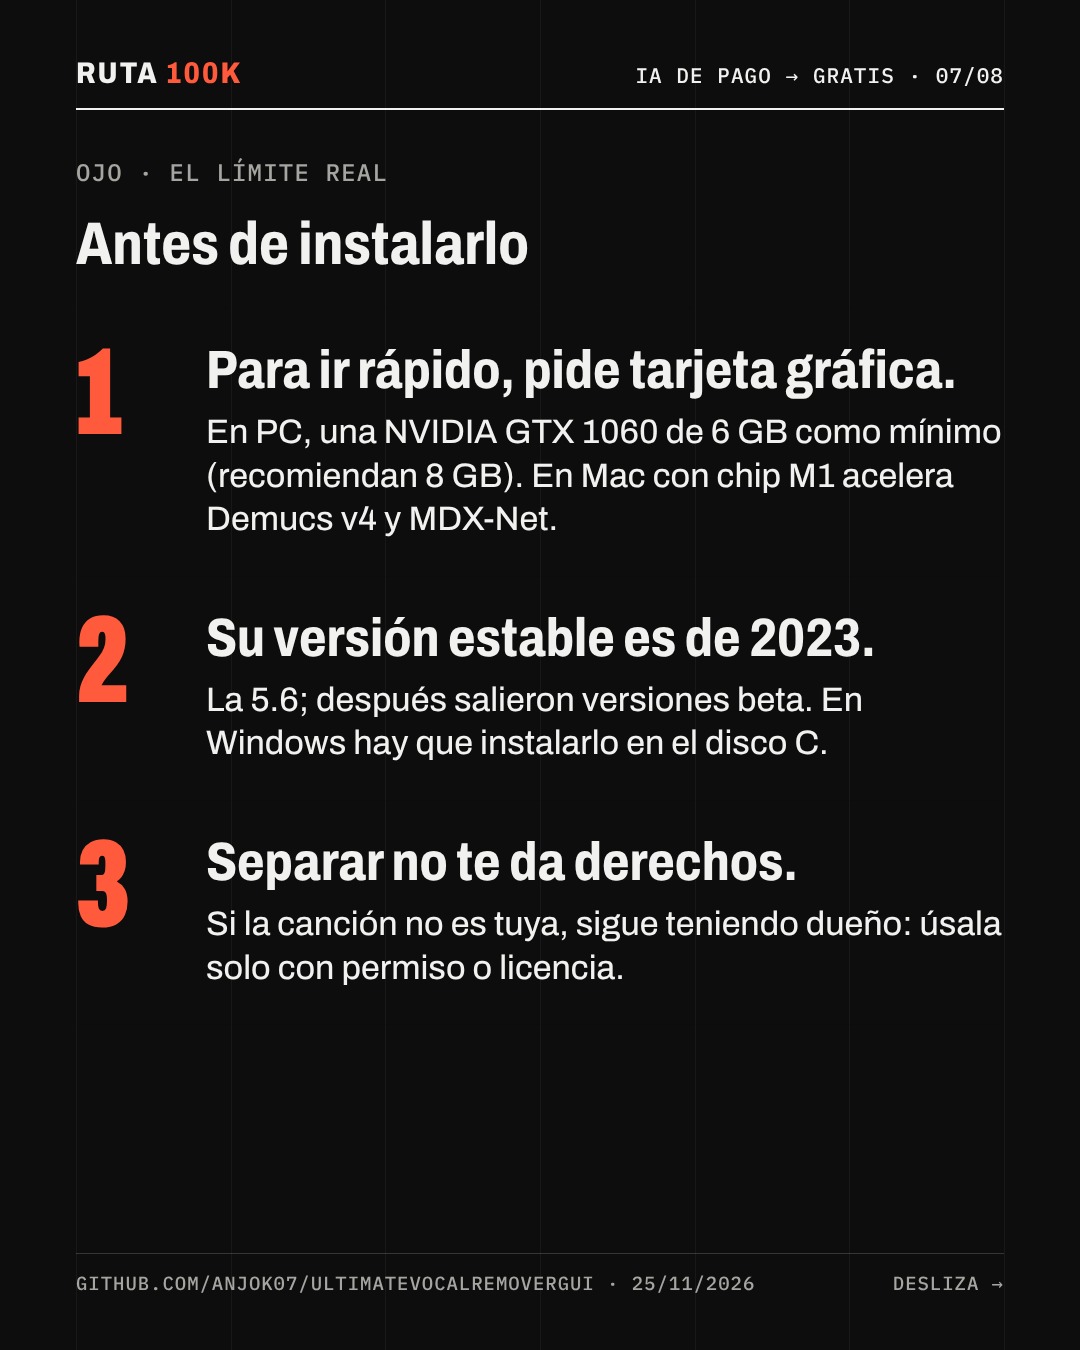 RUTA 100K
IA DE PAGO → GRATIS · 07/08
OJO · EL LÍMITE REAL
Antes de instalarlo
1
Para ir rápido, pide tarjeta gráfica.
En PC, una NVIDIA GTX 1060 de 6 GB como mínimo
(recomiendan 8 GB). En Mac con chip M1 acelera
Demucs v4 y MDX-Net.
2
Su versión estable es de 2023.
La 5.6; después salieron versiones beta. En
Windows hay que instalarlo en el disco C.
3
Separar no te da derechos.
Si la canción no es tuya, sigue teniendo dueño: úsala
solo con permiso o licencia.
GITHUB.COM/ANJOK07/ULTIMATEVOCALREMOVERGUI · 25/11/2026
DESLIZA →